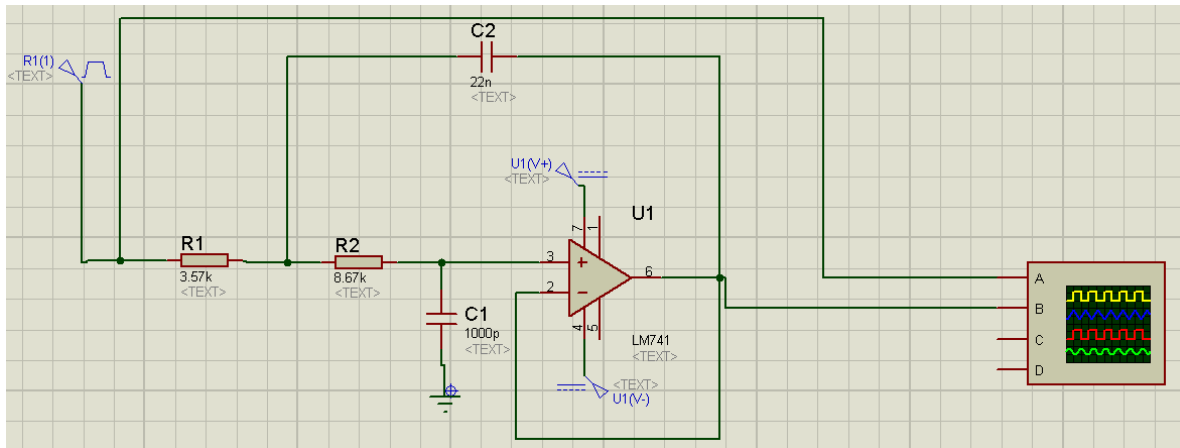 C2
22n
<TEXT>
R1(1)
<TEXT>
U1(V+)
<TEXT>
U1
7
1
R1
3.57k
<TEXT>
R2
8.67k
<TEXT>
3
2
6
4
5
C1
1000p
<TEXT>
LM741
<TEXT>
<TEXT>
U1(V-)
A
B
C
D